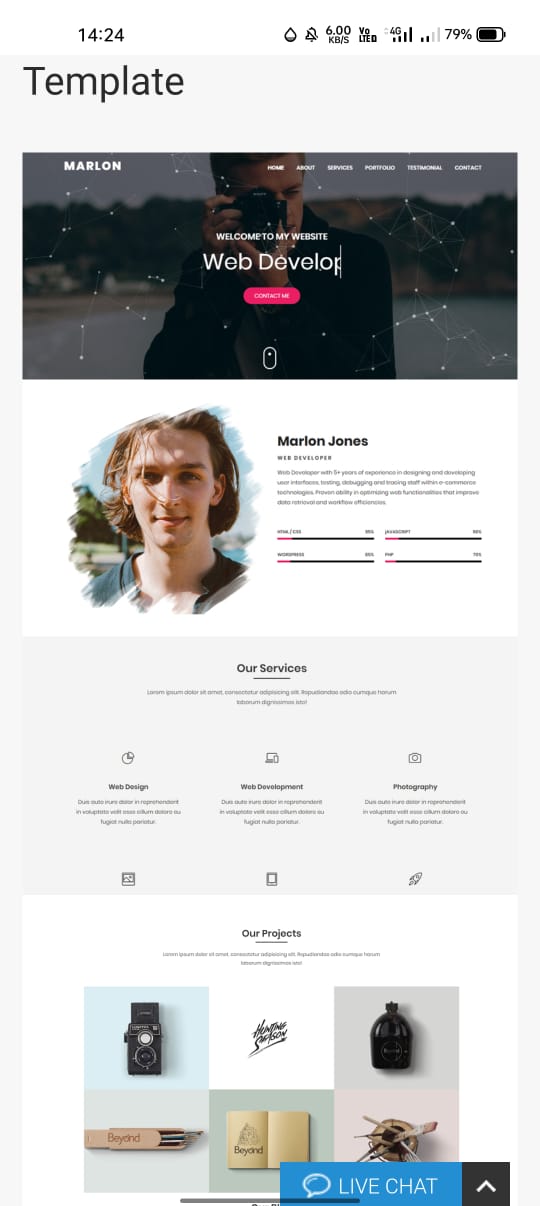 14:24
6.00 KB/S
Vo LTE
4G
79%
Template
MARLON
HOME ABOUT SERVICES PORTFOLIO TESTIMONIAL CONTACT
WELCOME TO MY WEBSITE
Web Develop
CONTACT ME
Marlon Jones
WEB DEVELOPER
Web Developer with 5+ years of experience in designing and developing
user interfaces, testing, debugging and tracing staff within e-commerce
technologies. Proven ability in optimizing web functionalities that improve
data retrieval and workflow efficiencies.
HTML / CSS 95% JAVASCRIPT 90%
WORDPRESS 85% PHP 70%
Our Services
Lorem ipsum dolor sit amet, consectetur adipisicing elit. Repudiandae odio cumque harum
laborum dignissimos isto!
Web Design
Duis aute irure dolor in reprehenderit
in voluptate velit esse cillum dolore eu
fugiat nulla pariatur.
Web Development
Duis aute irure dolor in reprehenderit
in voluptate velit esse cillum dolore eu
fugiat nulla pariatur.
Photography
Duis aute irure dolor in reprehenderit
in voluptate velit esse cillum dolore eu
fugiat nulla pariatur.
Our Projects
Lorem ipsum dolor sit amet, consectetur adipisicing elit. Repudiandae odio cumque harum
laborum dignissimos isto!
HUNTING
SEASON
Beyond
Beyond
Beyond
LIVE CHAT